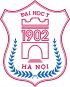 ĐẠI HỌC Y
1902
HÀ NỘI